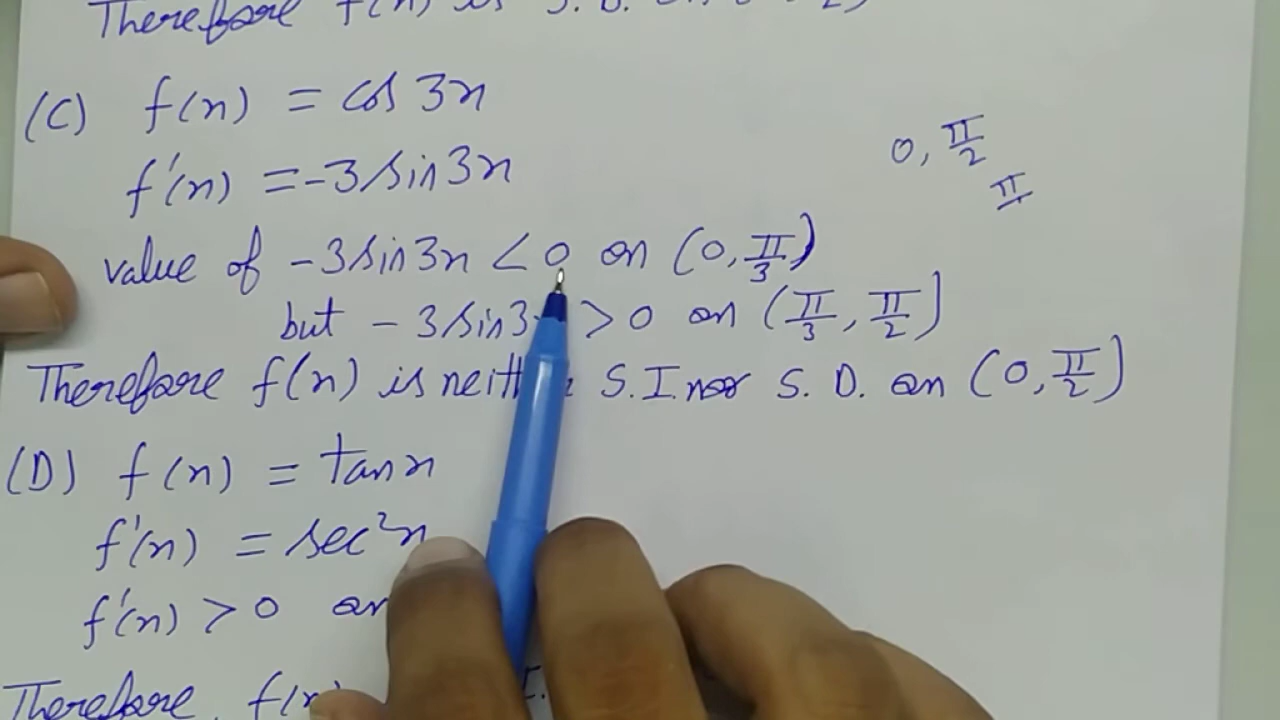 Therefore f(x) is S.D. on
(C) f(x) = cos 3x
0, π/2
f'(x) = -3 sin 3x
π
value of -3 sin 3x < 0 on (0, π/3)
but - 3 sin 3x > 0 on (π/3, π/2)
Therefore f(x) is neither S.I. nor S.D. on (0, π/2)
(D) f(x) = tan x
f'(x) = sec²x
f'(x) > 0 on
Therefore f(x)